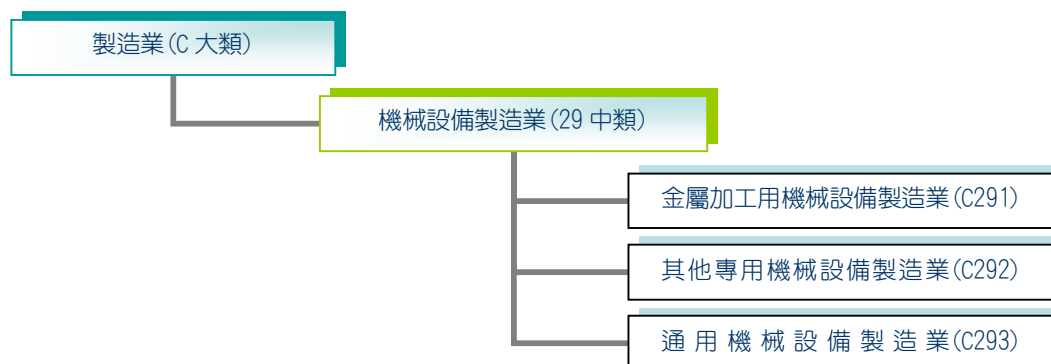 製造業(C 大類)
機械設備製造業(29 中類)
金屬加工用機械設備製造業(C291)
其他專用機械設備製造業(C292)
通用機械設備製造業(C293)